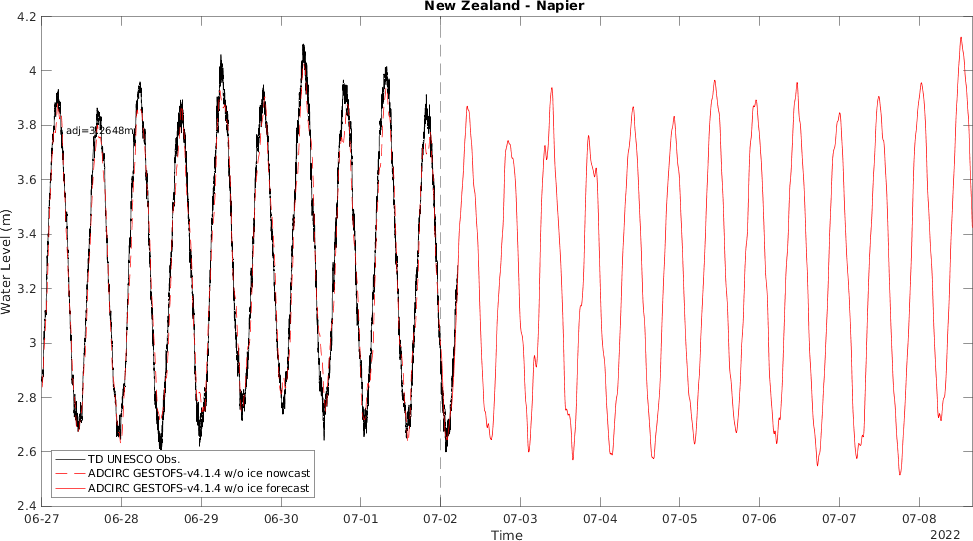 New Zealand - Napier
4.2
4
3.8
3.6
3.4
3.2
3
2.8
2.6
2.4
Water Level (m)
adj=3.2648m
TD UNESCO Obs.
ADCIRC GESTOFS-v4.1.4 w/o ice nowcast
ADCIRC GESTOFS-v4.1.4 w/o ice forecast
06-27 06-28 06-29 06-30 07-01 07-02 07-03 07-04 07-05 07-06 07-07 07-08
Time
2022